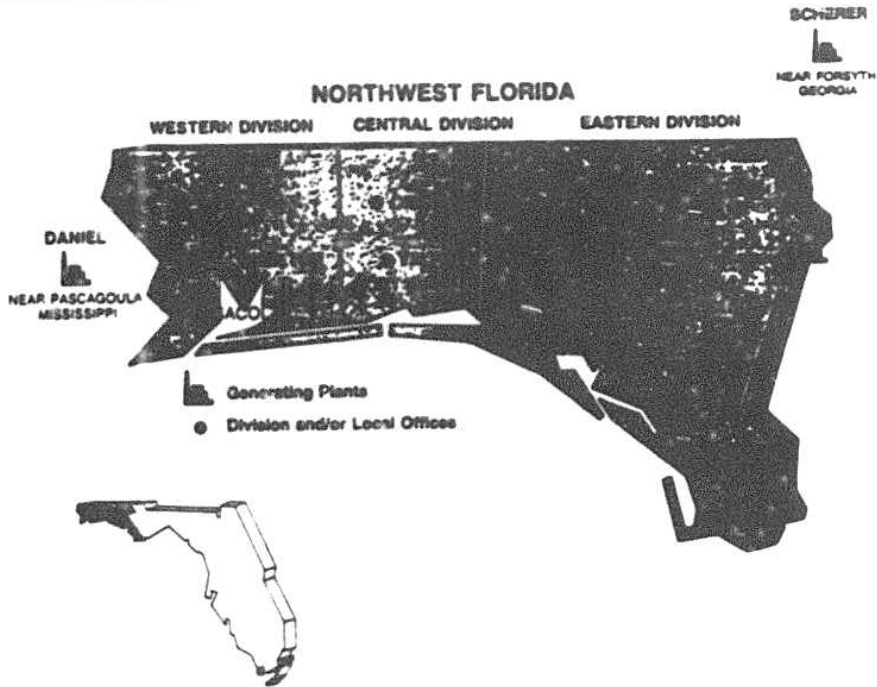 SCHERER
NEAR FORSYTH
GEORGIA
NORTHWEST FLORIDA
WESTERN DIVISION CENTRAL DIVISION EASTERN DIVISION
DANIEL
NEAR PASCAGOULA
MISSISSIPPI
Generating Plants
Division and/or Local Offices